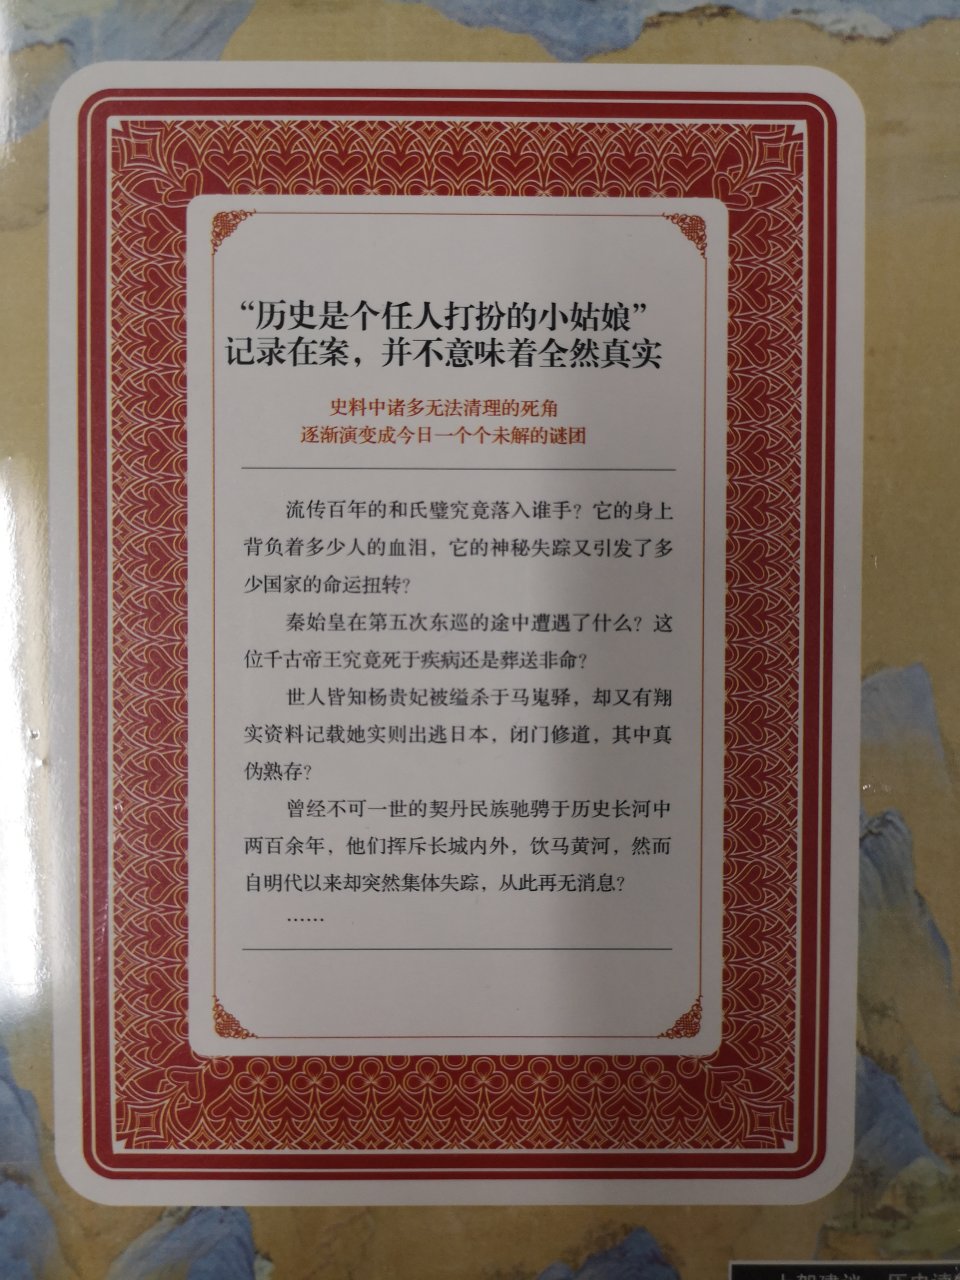 “历史是个任人打扮的小姑娘”
记录在案，并不意味着全然真实
史料中诸多无法清理的死角
逐渐演变成今日一个个未解的谜团
流传百年的和氏璧究竟落入谁手？它的身上
背负着多少人的血泪，它的神秘失踪又引发了多
少国家的命运扭转？
秦始皇在第五次东巡的途中遭遇了什么？这
位千古帝王究竟死于疾病还是葬送非命？
世人皆知杨贵妃被缢杀于马嵬驿，却又有翔
实资料记载她实则出逃日本，闭门修道，其中真
伪熟存？
曾经不可一世的契丹民族驰骋于历史长河中
两百余年，他们挥斥长城内外，饮马黄河，然而
自明代以来却突然集体失踪，从此再无消息？
……